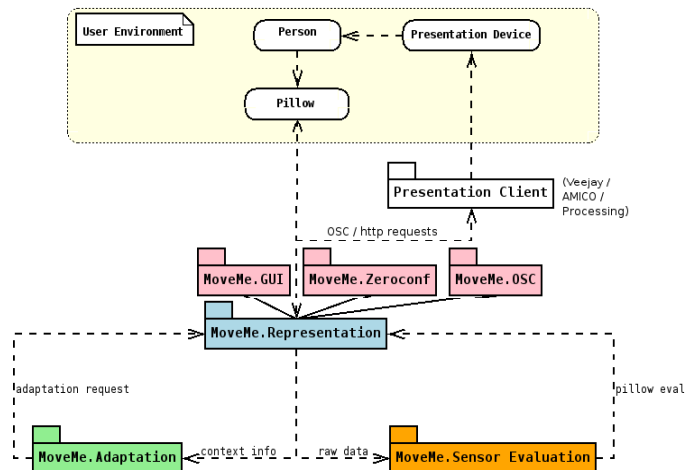 User Environment
Person
Presentation Device
Pillow
Presentation Client
(Veejay /
AMICO /
Processing)
OSC / http requests
MoveMe.GUI
MoveMe.Zeroconf
MoveMe.OSC
MoveMe.Representation
adaptation request
pillow eval
MoveMe.Adaptation
context info
raw data
MoveMe.Sensor Evaluation